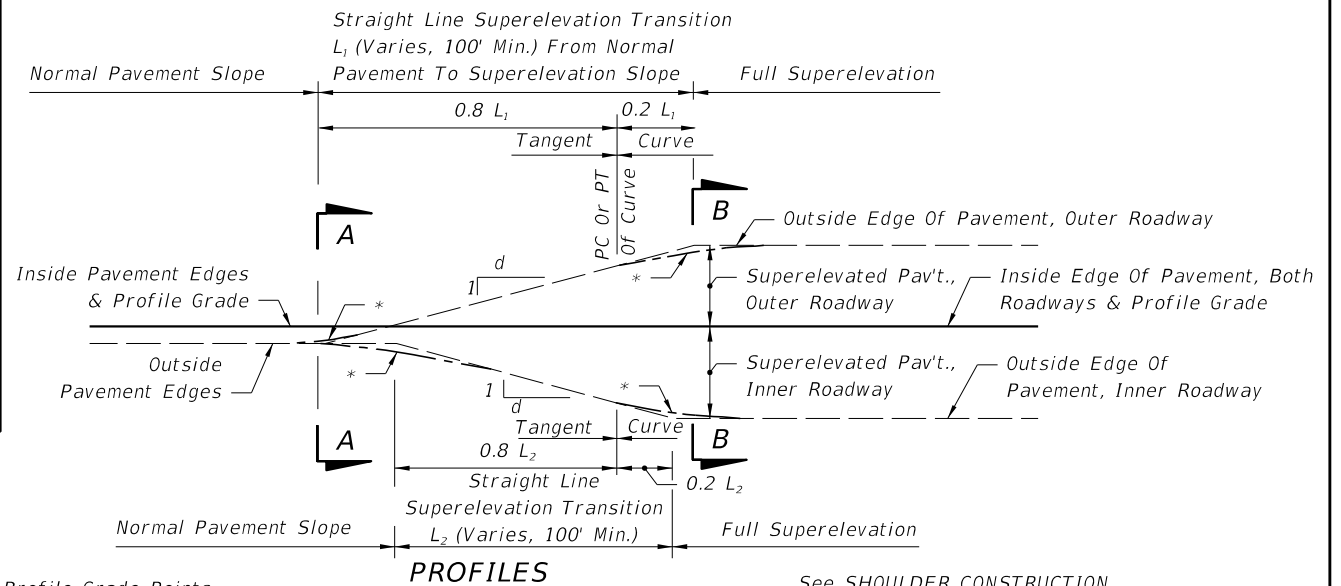 Straight Line Superelevation Transition
L1 (Varies, 100' Min.) From Normal
Pavement To Superelevation Slope
Normal Pavement Slope
Full Superelevation
0.8 L1
0.2 L1
Tangent
Curve
PC Or PT
Of Curve
A
B
Outside Edge Of Pavement, Outer Roadway
d
1
*
Inside Pavement Edges
& Profile Grade
*
Superelevated Pav't.,
Outer Roadway
Inside Edge Of Pavement, Both
Roadways & Profile Grade
Outside
Pavement Edges
*
1
d
*
Superelevated Pav't.,
Inner Roadway
Outside Edge Of
Pavement, Inner Roadway
A
B
Tangent
Curve
0.8 L2
0.2 L2
Straight Line
Superelevation Transition
L2 (Varies, 100' Min.)
Normal Pavement Slope
Full Superelevation
PROFILES
Profile Grade Points
See SHOULDER CONSTRUCTION